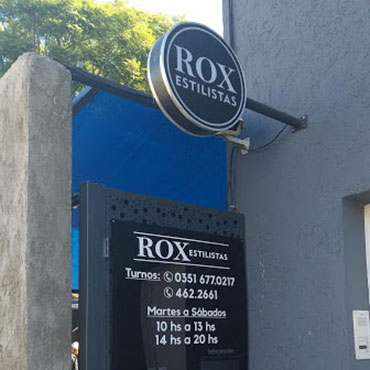 ROX
ESTILISTAS
ROX ESTILISTAS
Turnos: 0351 677.0217
462.2661
Martes a Sábados
10 hs a 13 hs
14 hs a 20 hs